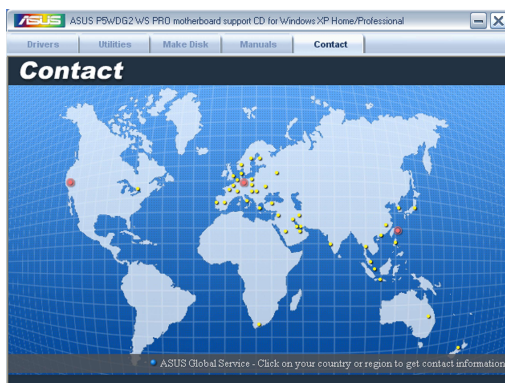 ASUS ASUS P5WDG2 WS PRO motherboard support CD for Windows XP Home/Professional
Drivers Utilities Make Disk Manuals Contact
Contact
ASUS Global Service - Click on your country or region to get contact information